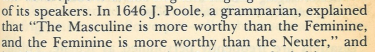 of its speakers. In 1646 J. Poole, a grammarian, explained
that "The Masculine is more worthy than the Feminine,
and the Feminine is more worthy than the Neuter," and